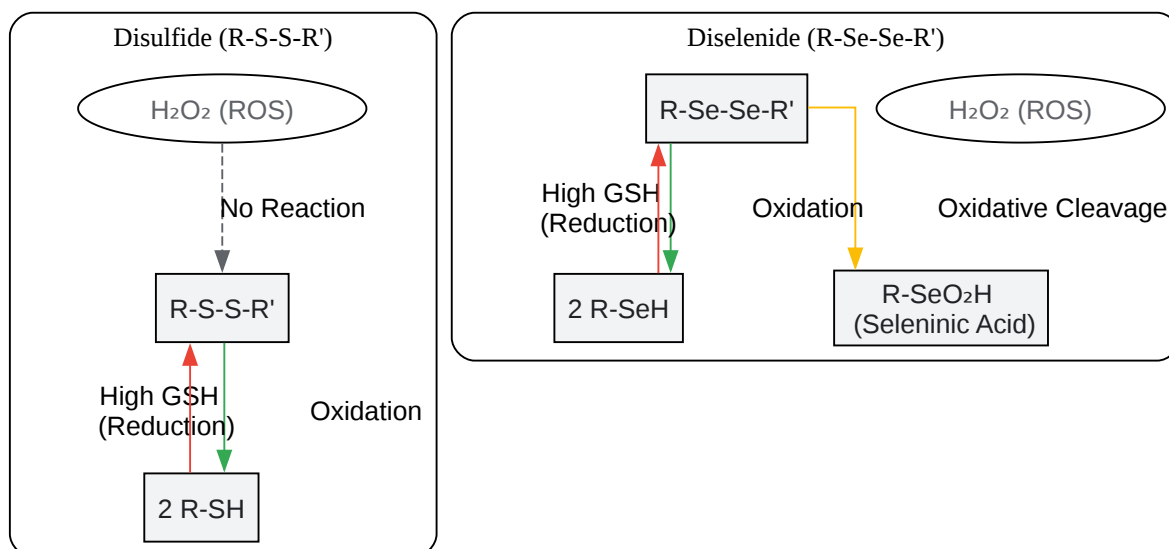 Disulfide (R-S-S-R')
H₂O₂ (ROS)
No Reaction
R-S-S-R'
High GSH
(Reduction)
Oxidation
2 R-SH
Diselenide (R-Se-Se-R')
R-Se-Se-R'
H₂O₂ (ROS)
High GSH
(Reduction)
Oxidation
Oxidative Cleavage
2 R-SeH
R-SeO₂H
(Seleninic Acid)